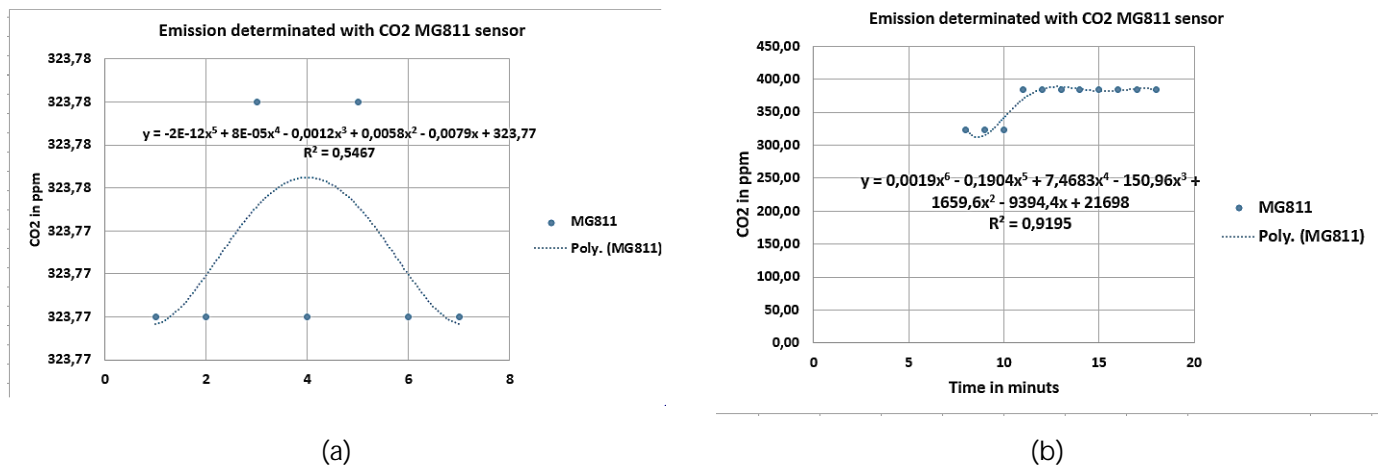 Emission determinated with CO2 MG811 sensor
323,78
323,78
323,78
323,78
323,77
323,77
323,77
323,77
CO2 in ppm
y = -2E-12x⁵ + 8E-05x⁴ - 0,0012x³ + 0,0058x² - 0,0079x + 323,77
R² = 0,5467
0 2 4 6 8
MG811
Poly. (MG811)
(a)
Emission determinated with CO2 MG811 sensor
450,00
400,00
350,00
300,00
250,00
200,00
150,00
100,00
50,00
0,00
CO2 in ppm
y = 0,0019x⁶ - 0,1904x⁵ + 7,4683x⁴ - 150,96x³ +
1659,6x² - 9394,4x + 21698
R² = 0,9195
0 5 10 15 20
Time in minuts
MG811
Poly. (MG811)
(b)